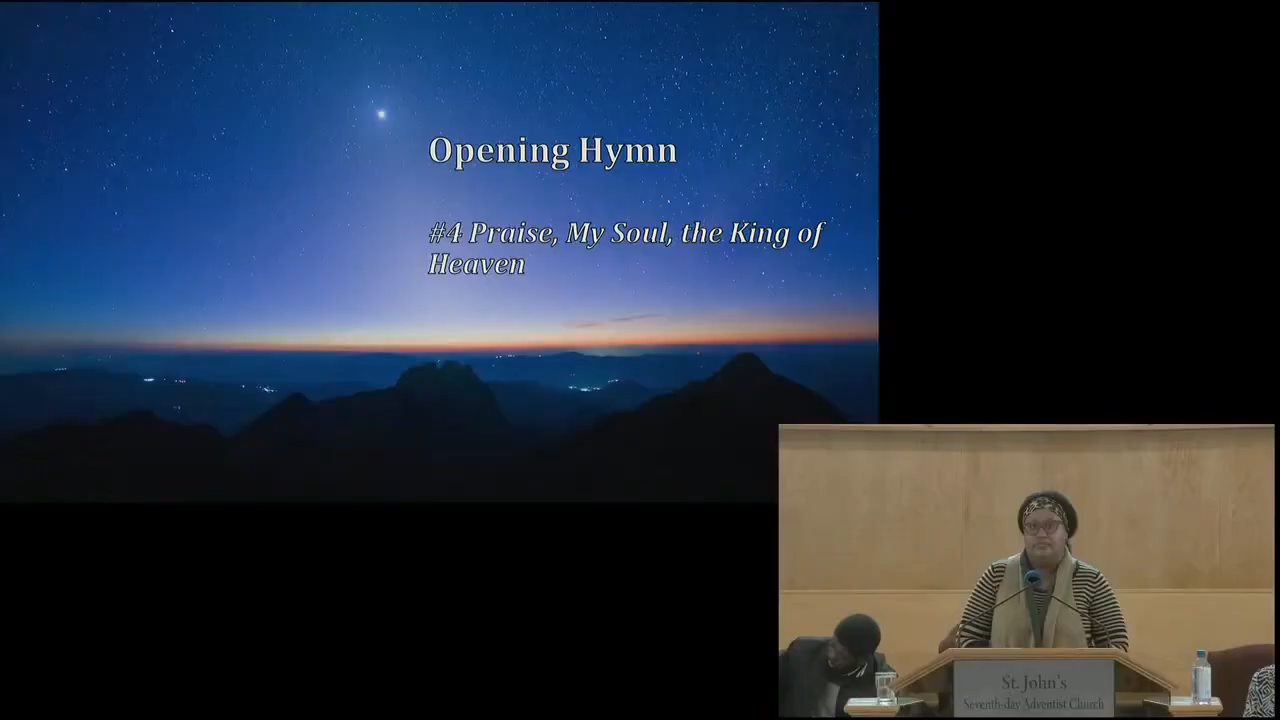 Opening Hymn
#4 Praise, My Soul, the King of
Heaven
St. John's
Seventh-day Adventist Church